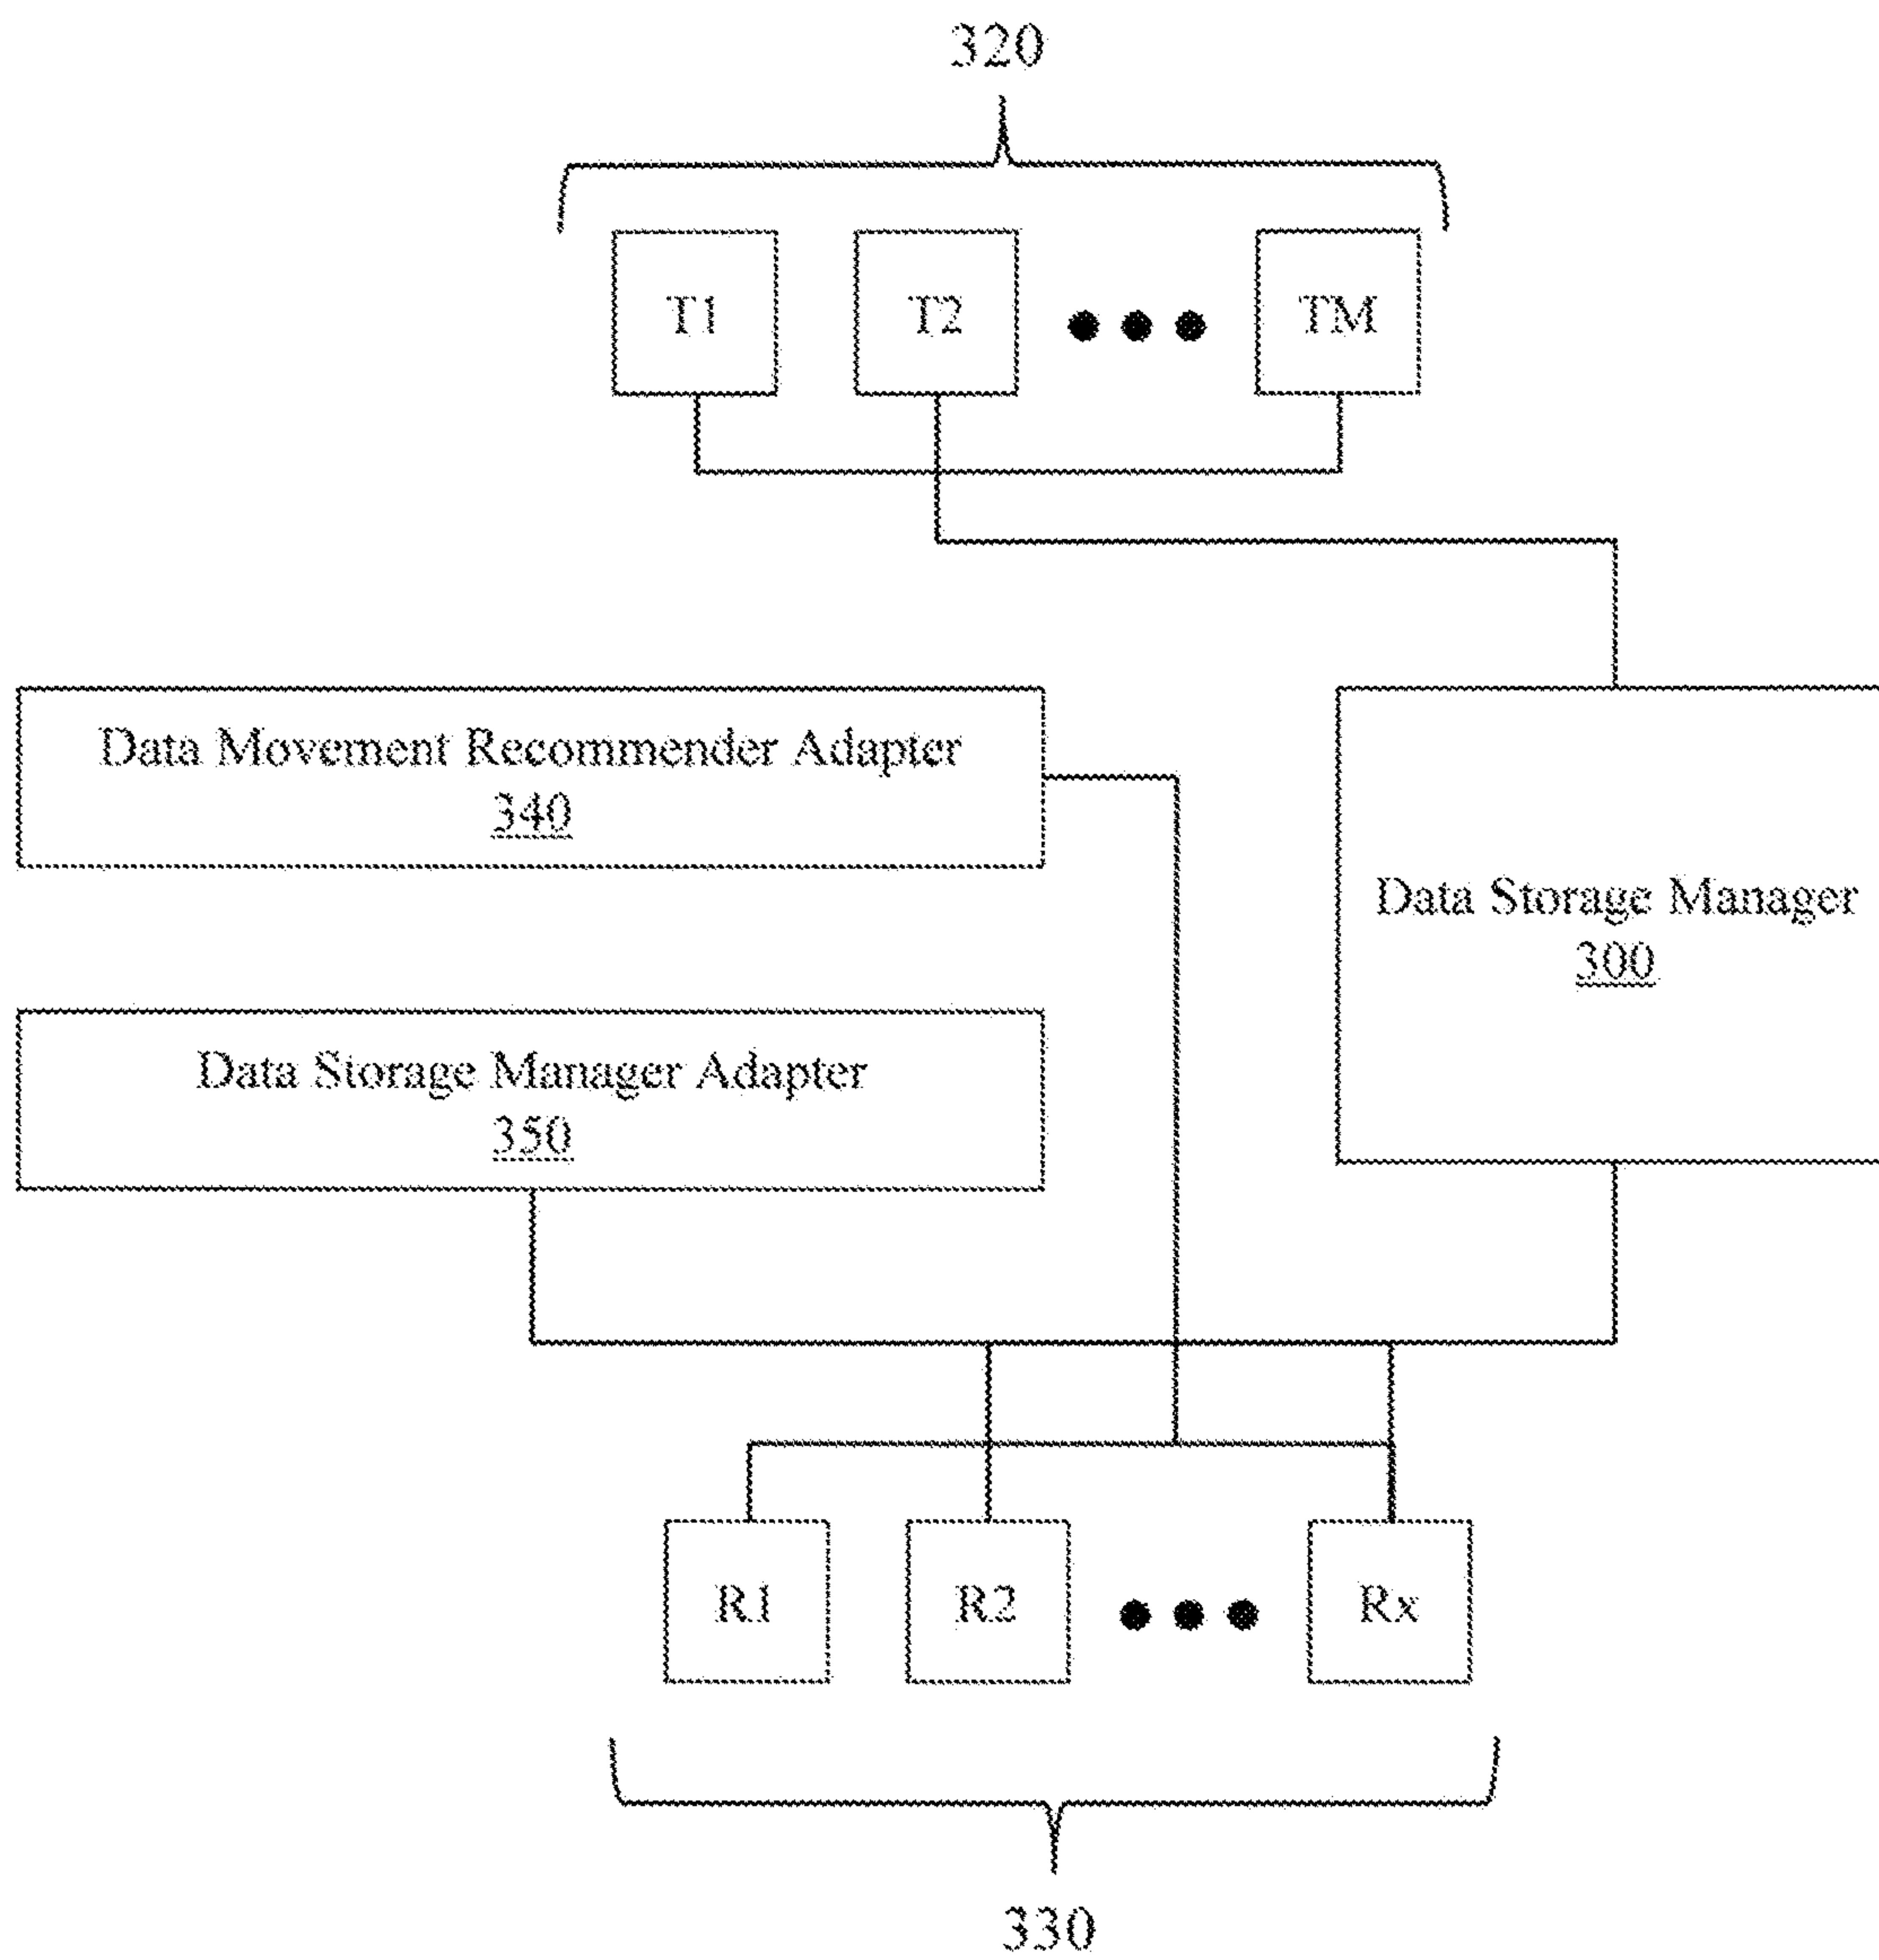 320
T1
T2
TM
Data Movement Recommender Adapter
340
Data Storage Manager
300
Data Storage Manager Adapter
350
R1
R2
Rx
330